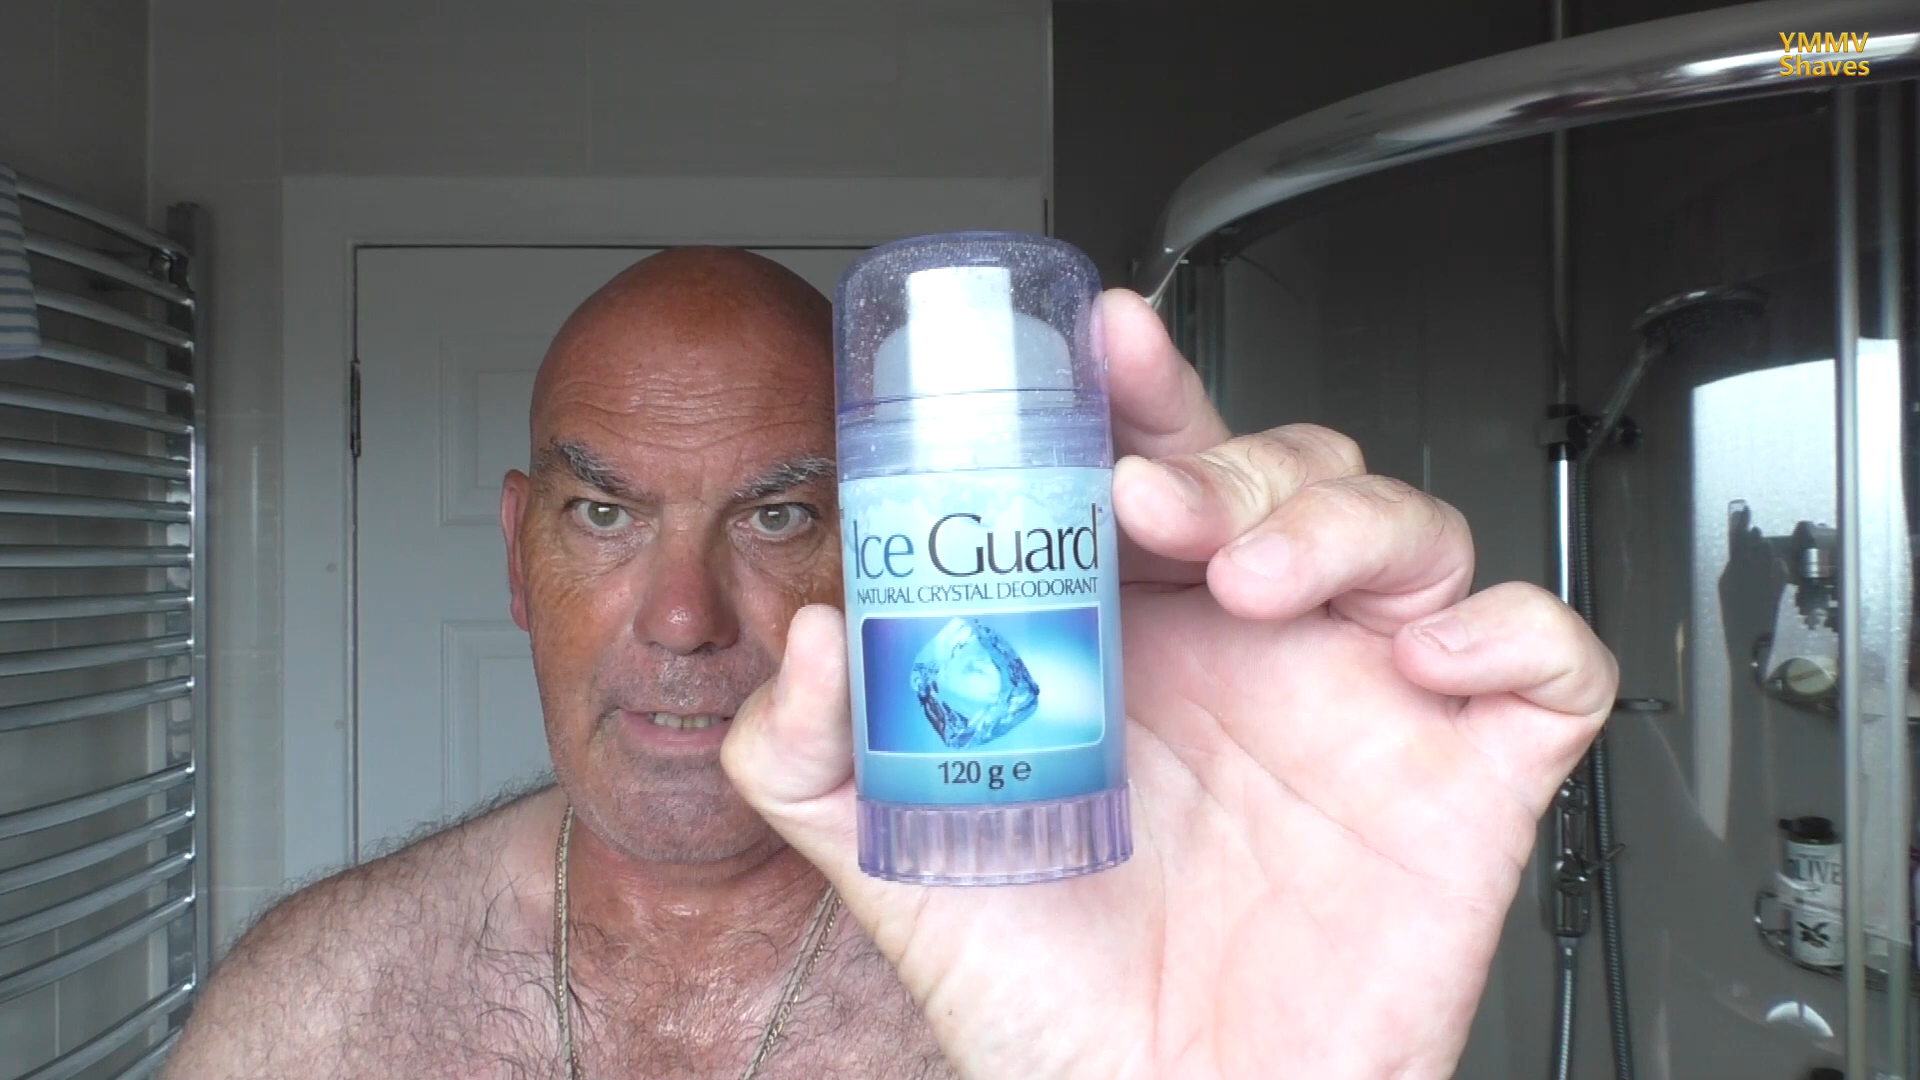 YMMV
Shaves
Ice Guard
NATURAL CRYSTAL DEODORANT
120 g e